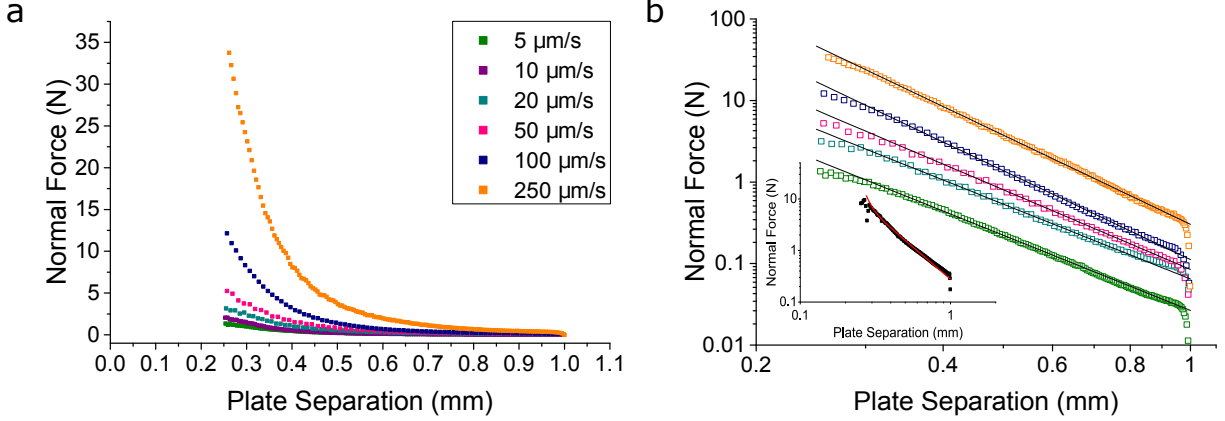 a
Normal Force (N)
35
30
25
20
15
10
5
0
0.0 0.1 0.2 0.3 0.4 0.5 0.6 0.7 0.8 0.9 1.0 1.1
Plate Separation (mm)
5 µm/s
10 µm/s
20 µm/s
50 µm/s
100 µm/s
250 µm/s
b
Normal Force (N)
100
10
1
0.1
0.01
0.2 0.4 0.6 0.8 1
Plate Separation (mm)
Normal Force (N)
10
1
0.1
0.1 1
Plate Separation (mm)